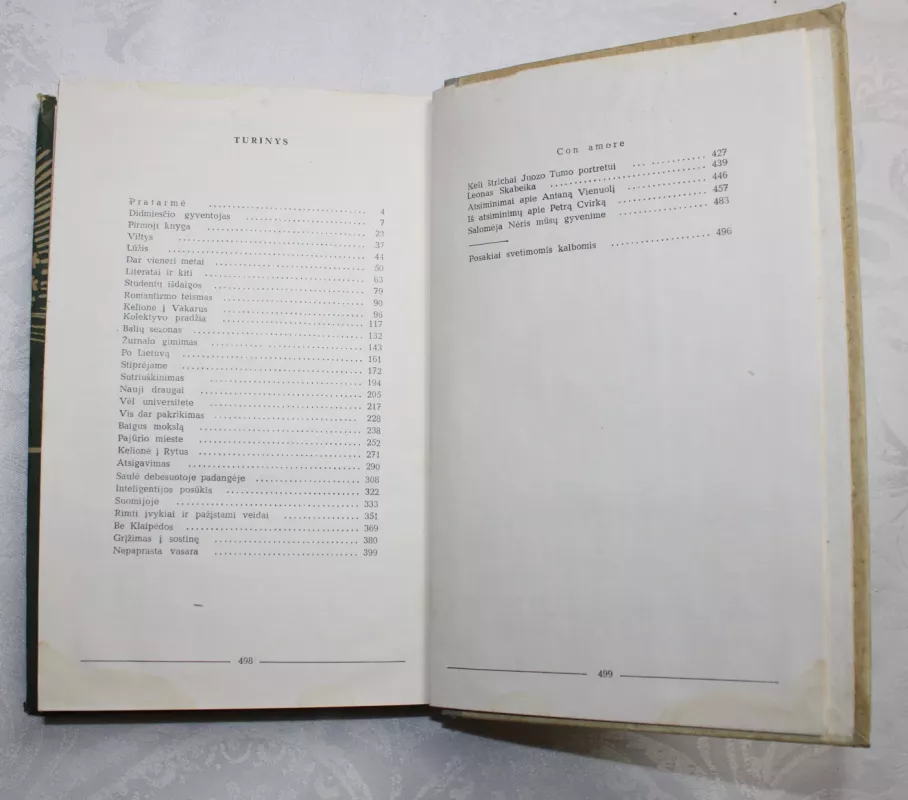 TURINYS
Pratarmė ........................ 4
Didmiesčio gyventojas ........................ 7
Pirmoji knyga ........................ 23
Viltys ........................ 37
Lūžis ........................ 44
Dar vieneri metai ........................ 50
Literatai ir kiti ........................ 63
Studentų išdaigos ........................ 79
Romantizmo teismas ........................ 90
Kelionė į Vakarus ........................ 96
Kolektyvo pradžia ........................ 117
Balių sezonas ........................ 132
Žurnalo gimimas ........................ 143
Po Lietuvą ........................ 161
Stiprėjame ........................ 172
Sutriuškinimas ........................ 194
Nauji draugai ........................ 205
Vėl universitete ........................ 217
Vis dar pakrikimas ........................ 228
Baigus mokslą ........................ 238
Pajūrio mieste ........................ 252
Kelionė į Rytus ........................ 271
Atsigavimas ........................ 290
Saulė debesuotoje padangėje ........................ 308
Inteligentijos posūkis ........................ 322
Suomijoje ........................ 333
Rimti įvykiai ir pažįstami veidai ........................ 351
Be Klaipėdos ........................ 369
Grįžimas į sostinę ........................ 380
Nepaprasta vasara ........................ 399
498
Con amore
Keli štrichai Juozo Tumo portretui ........................ 427
Leonas Skabeika ........................ 439
Atsiminimai apie Antaną Vienuolį ........................ 446
Iš atsiminimų apie Petrą Cvirką ........................ 457
Salomėja Nėris mūsų gyvenime ........................ 483
Posakiai svetimomis kalbomis ........................ 496
499